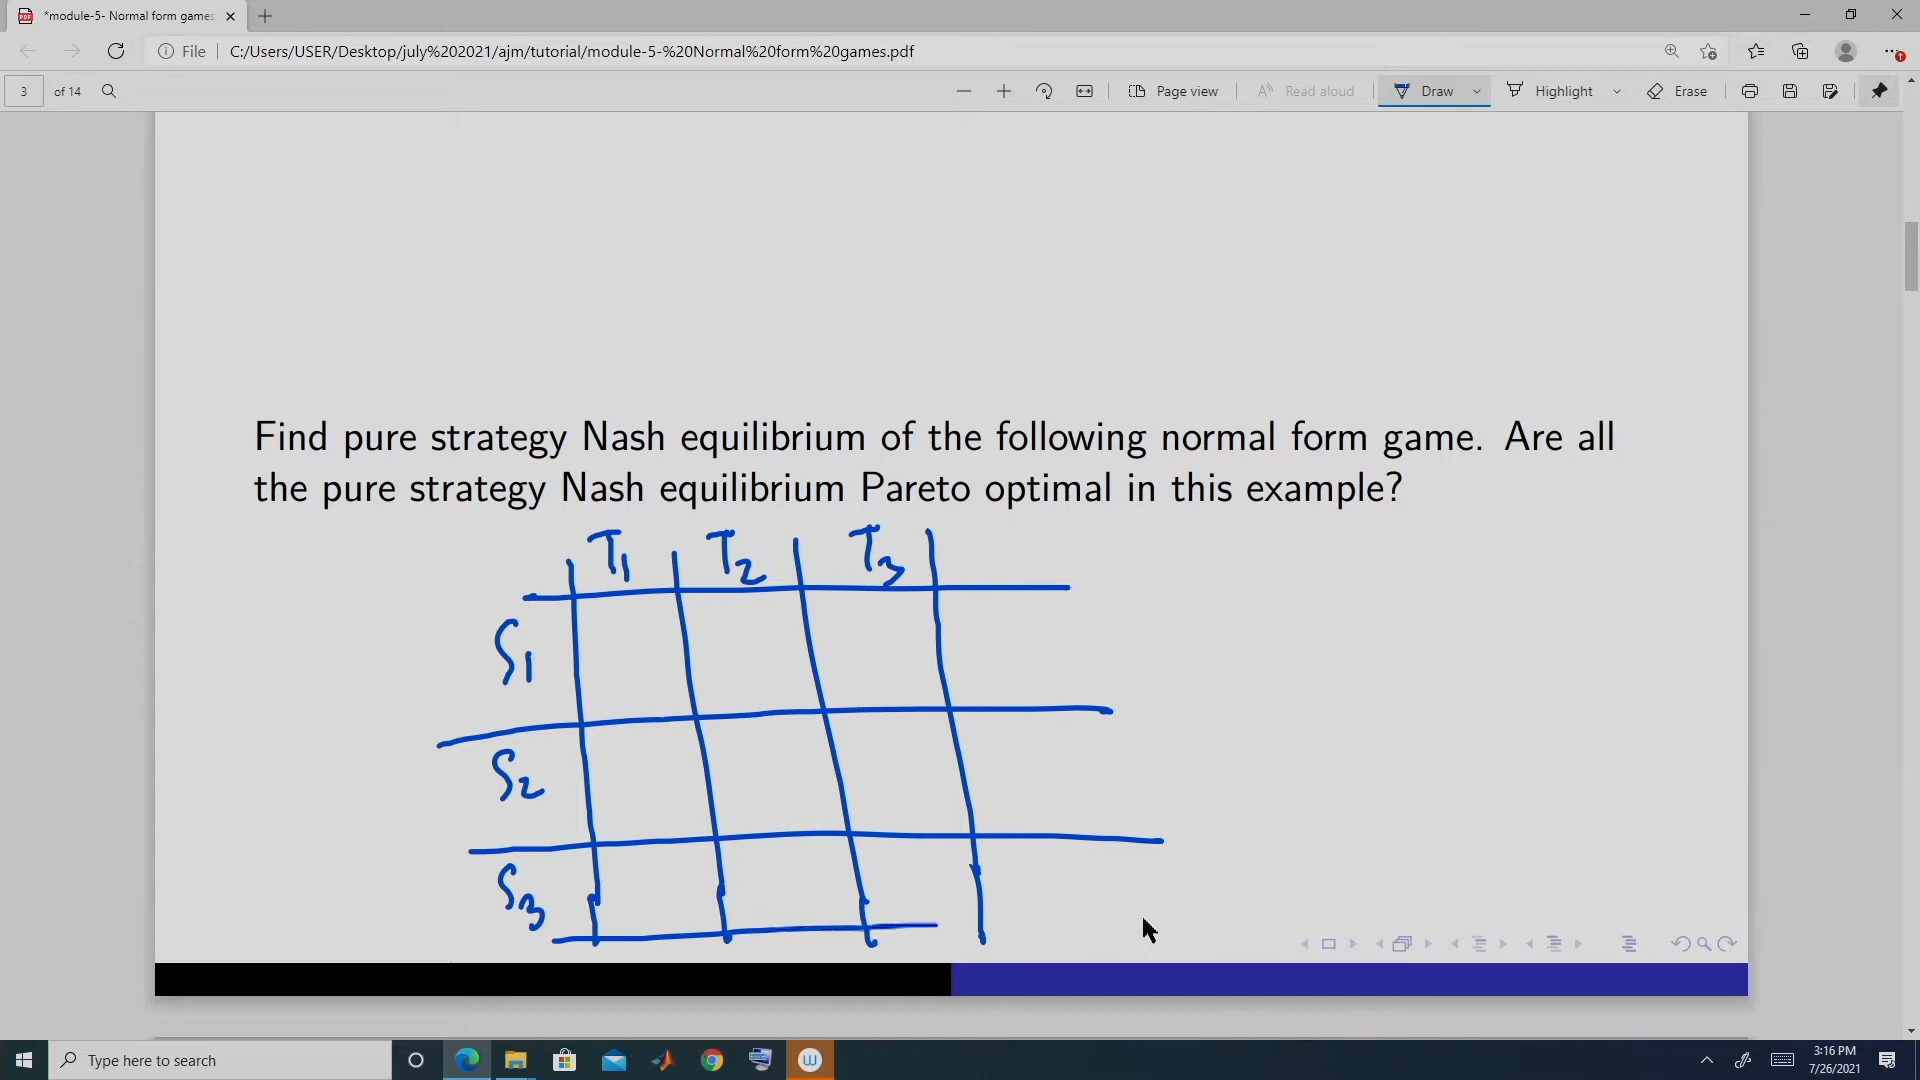 *module-5- Normal form games
File C:/Users/USER/Desktop/july%202021/ajm/tutorial/module-5-%20Normal%20form%20games.pdf
3 of 14 Page view Read aloud Draw Highlight Erase
Find pure strategy Nash equilibrium of the following normal form game. Are all
the pure strategy Nash equilibrium Pareto optimal in this example?
T1 T2 T3
S1
S2
S3
Type here to search
3:16 PM
7/26/2021